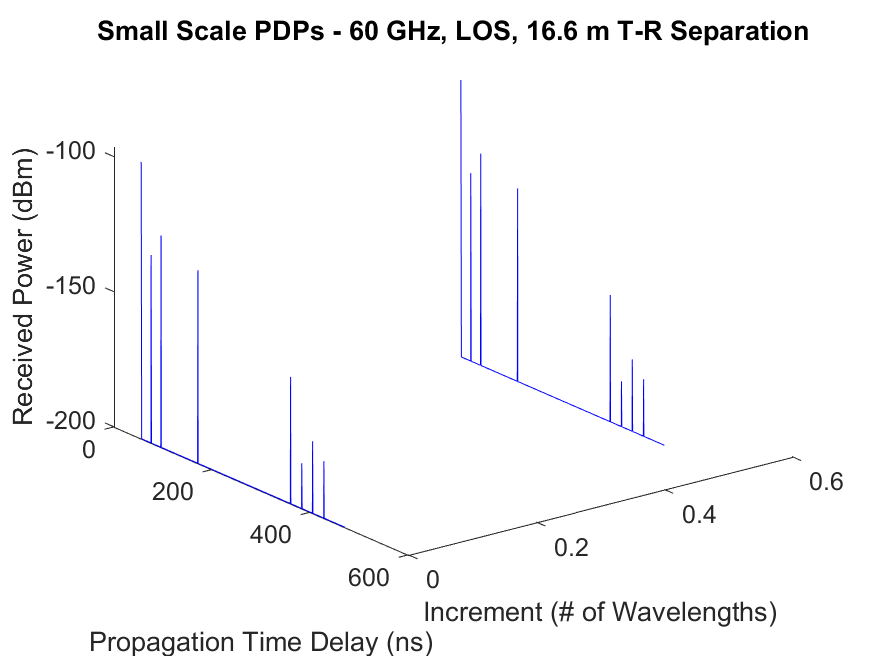 Small Scale PDPs - 60 GHz, LOS, 16.6 m T-R Separation
Received Power (dBm)
-100
-150
-200
0
200
400
600
0
0.2
0.4
0.6
Increment (# of Wavelengths)
Propagation Time Delay (ns)